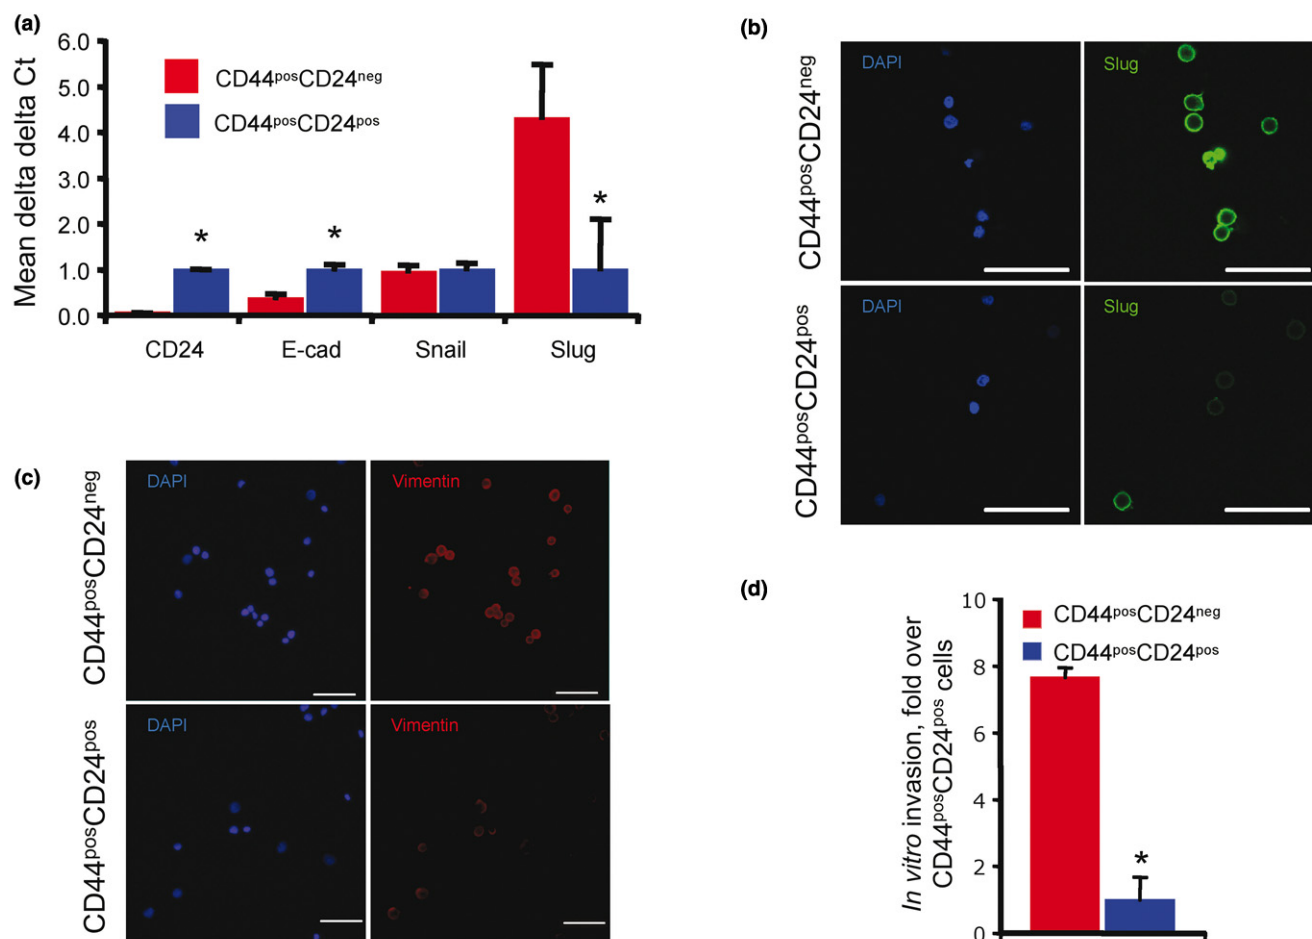 (a)
Mean delta delta Ct
6.0
5.0
4.0
3.0
2.0
1.0
0.0
CD44posCD24neg
CD44posCD24pos
*
*
*
CD24
E-cad
Snail
Slug
(b)
CD44posCD24neg
DAPI
Slug
CD44posCD24pos
DAPI
Slug
(c)
CD44posCD24neg
DAPI
Vimentin
CD44posCD24pos
DAPI
Vimentin
(d)
In vitro invasion, fold over
CD44posCD24pos cells
10
8
6
4
2
0
CD44posCD24neg
CD44posCD24pos
*